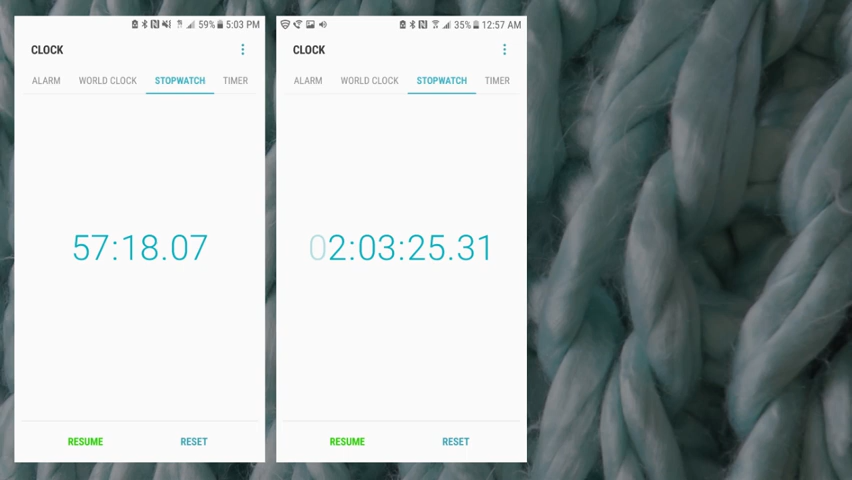 59% 5:03 PM
CLOCK
ALARM WORLD CLOCK STOPWATCH TIMER
57:18.07
RESUME RESET
35% 12:57 AM
CLOCK
ALARM WORLD CLOCK STOPWATCH TIMER
02:03:25.31
RESUME RESET